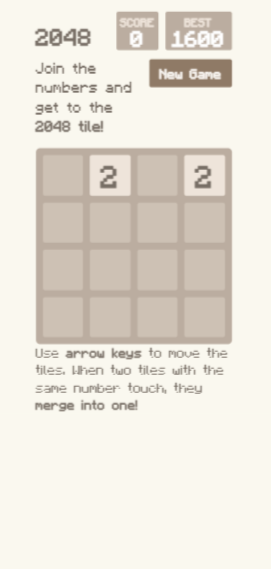 2048
SCORE
0
BEST
1600
Join the
numbers and
get to the
2048 tile!
New Game
2
2
Use arrow keys to move the
tiles. When two tiles with the
same number touch, they
merge into one!